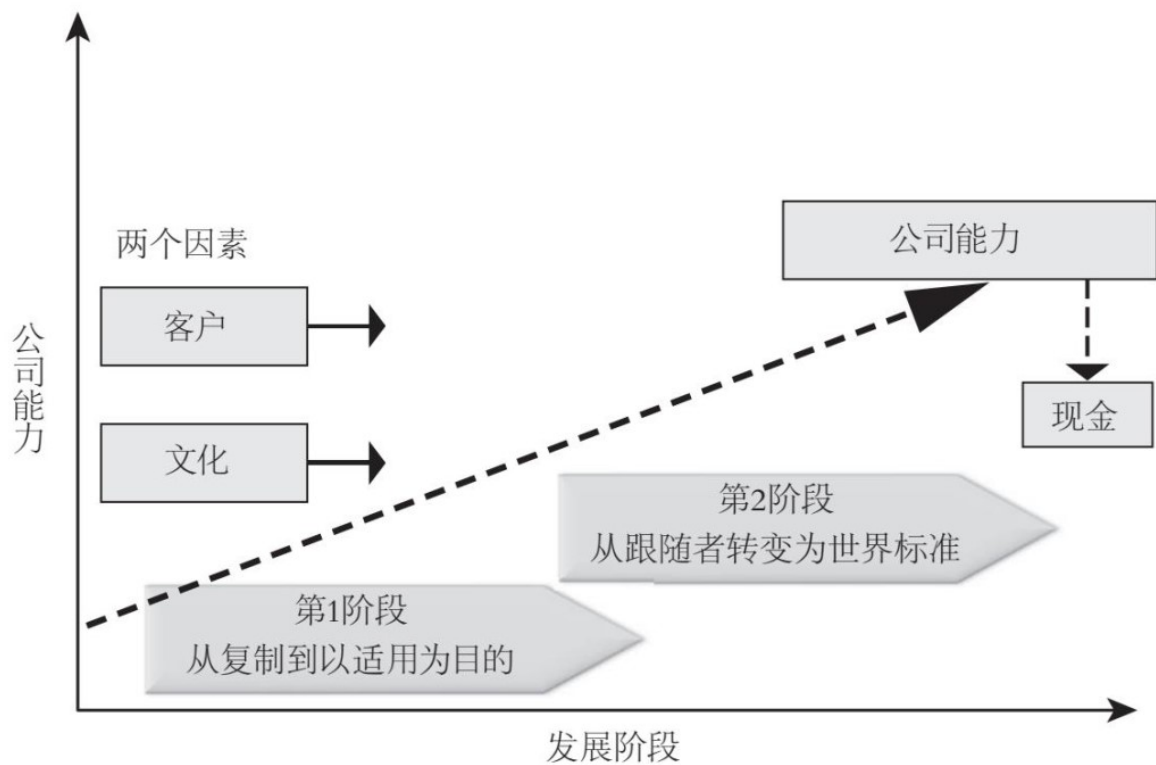 公司能力
两个因素
客户
文化
公司能力
现金
第2阶段
从跟随者转变为世界标准
第1阶段
从复制到以适用为目的
发展阶段